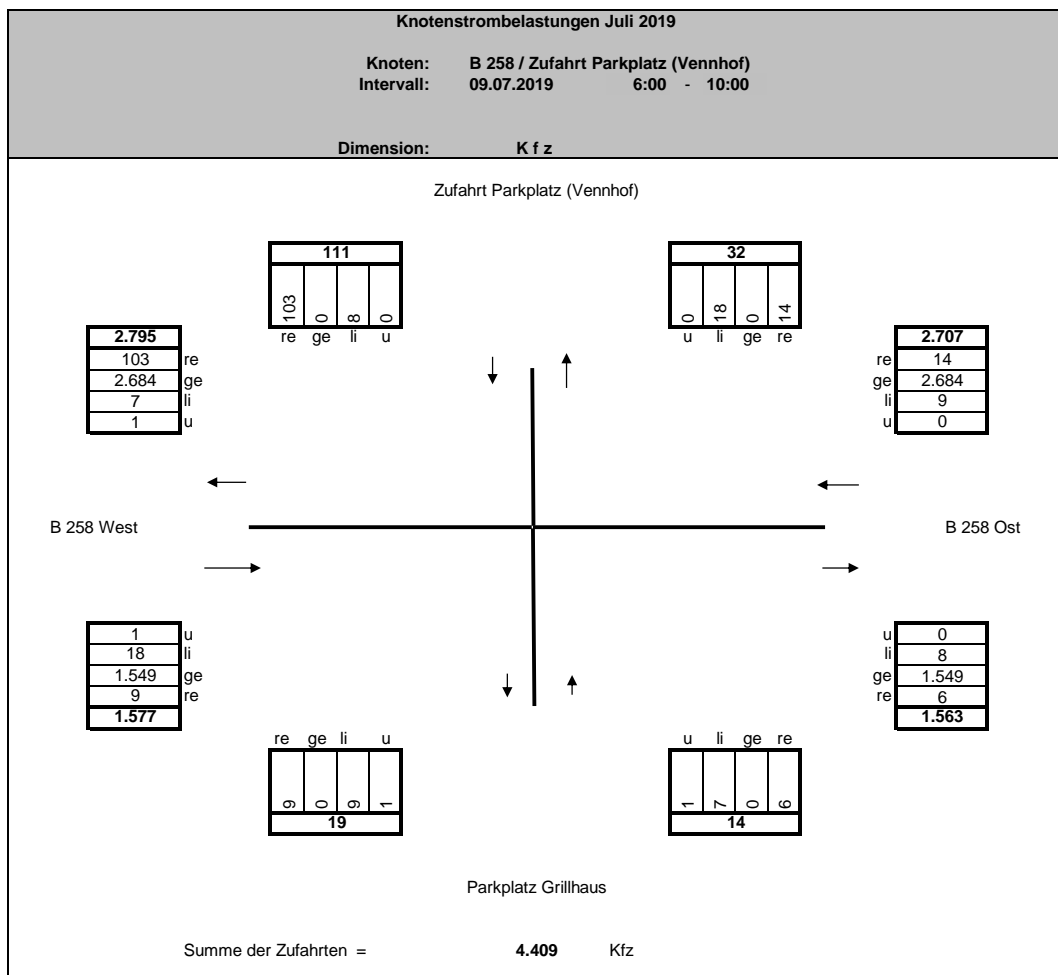 Knotenstrombelastungen Juli 2019
Knoten: B 258 / Zufahrt Parkplatz (Vennhof)
Intervall: 09.07.2019 6:00 - 10:00
Dimension: K f z
Zufahrt Parkplatz (Vennhof)
111
103 0 8 0
re ge li u
32
0 18 0 14
u li ge re
2.795
103 re
2.684 ge
7 li
1 u
2.707
re 14
ge 2.684
li 9
u 0
B 258 West
B 258 Ost
1 u
18 li
1.549 ge
9 re
1.577
u 0
li 8
ge 1.549
re 6
1.563
re ge li u
9 0 9 1
19
u li ge re
1 7 0 6
14
Parkplatz Grillhaus
Summe der Zufahrten = 4.409 Kfz